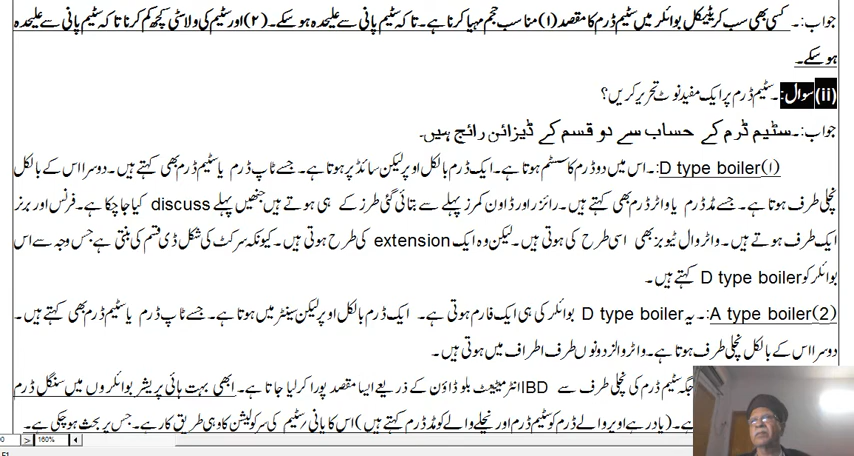 جواب:۔ کسی بھی سب کریٹیکل بوائلر میں سٹیم ڈرم کا مقصد (۱) مناسب حجم مہیا کرنا ہے۔ تاکہ سٹیم پانی سے علیحدہ ہو سکے۔ (۲) اور سٹیم کی ولاسٹی کچھ کم کرنا تا کہ سٹیم پانی سے علیحدہ
ہو سکے۔
(ii) سوال:۔ سٹیم ڈرم پر ایک مفید نوٹ تحریر کریں؟
جواب:۔ سٹیم ڈرم کے حساب سے دو قسم کے ڈیزائن رائج ہیں۔
(۱) D type boiler:۔ اس میں دو ڈرم کا سسٹم ہوتا ہے۔ ایک ڈرم بالکل اوپر لیکن سائڈ پر ہوتا ہے۔ جسے ٹاپ ڈرم یا سٹیم ڈرم بھی کہتے ہیں۔ دوسرا اس کے بالکل
نچلی طرف ہوتا ہے۔ جسے مڈ ڈرم یا واٹر ڈرم بھی کہتے ہیں۔ رائزر اور ڈاون کمرز پہلے سے بتائی گئی طرز کے ہی ہوتے ہیں جنھیں پہلے discuss کیا جا چکا ہے۔ فرنس اور برنر
ایک طرف ہوتے ہیں۔ واٹر وال ٹیوبز بھی اسی طرح کی ہوتی ہیں۔ لیکن وہ ایک extension کی طرح ہوتی ہیں۔ کیونکہ سرکٹ کی شکل ڈی قسم کی بنتی ہے جس وجہ سے اس
بوائلر کو D type boiler کہتے ہیں۔
(2) A type boiler:۔ یہ D type boiler بوائلر کی ہی ایک فارم ہوتی ہے۔ ایک ڈرم بالکل اوپر لیکن سینٹر میں ہوتا ہے۔ جسے ٹاپ ڈرم یا سٹیم ڈرم بھی کہتے ہیں۔
دوسرا اس کے بالکل نچلی طرف ہوتا ہے۔ واٹر والز دونوں طرف اطراف میں ہوتی ہیں۔
جگہ سٹیم ڈرم کی نچلی طرف سے IBD انٹرمیٹینٹ بلو ڈاؤن کے ذریعے ایسا مقصد پورا کر لیا جاتا ہے۔ ابھی بہت ہائی پریشر بوائلروں میں سنگل ڈرم
ہے۔ (یاد رہے اوپر والے ڈرم کو سٹیم ڈرم اور نچلے والے کو مڈ ڈرم کہتے ہیں) اس کا پانی سٹیم کی سرکولیشن کا وہی طریق کار ہے۔ جس پر بحث ہو چکی ہے۔
160%